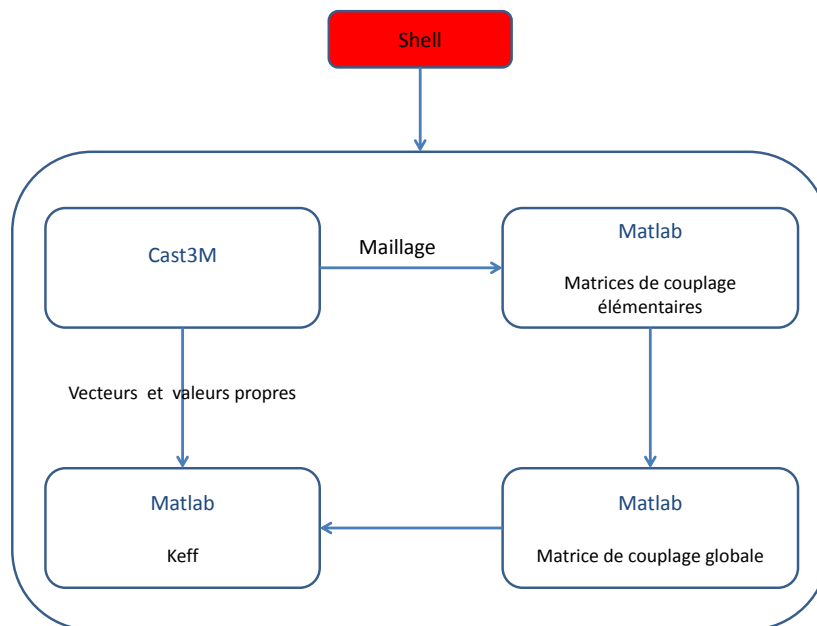 Shell
Cast3M
Maillage
Matlab
Matrices de couplage
élémentaires
Vecteurs et valeurs propres
Matlab
Keff
Matlab
Matrice de couplage globale